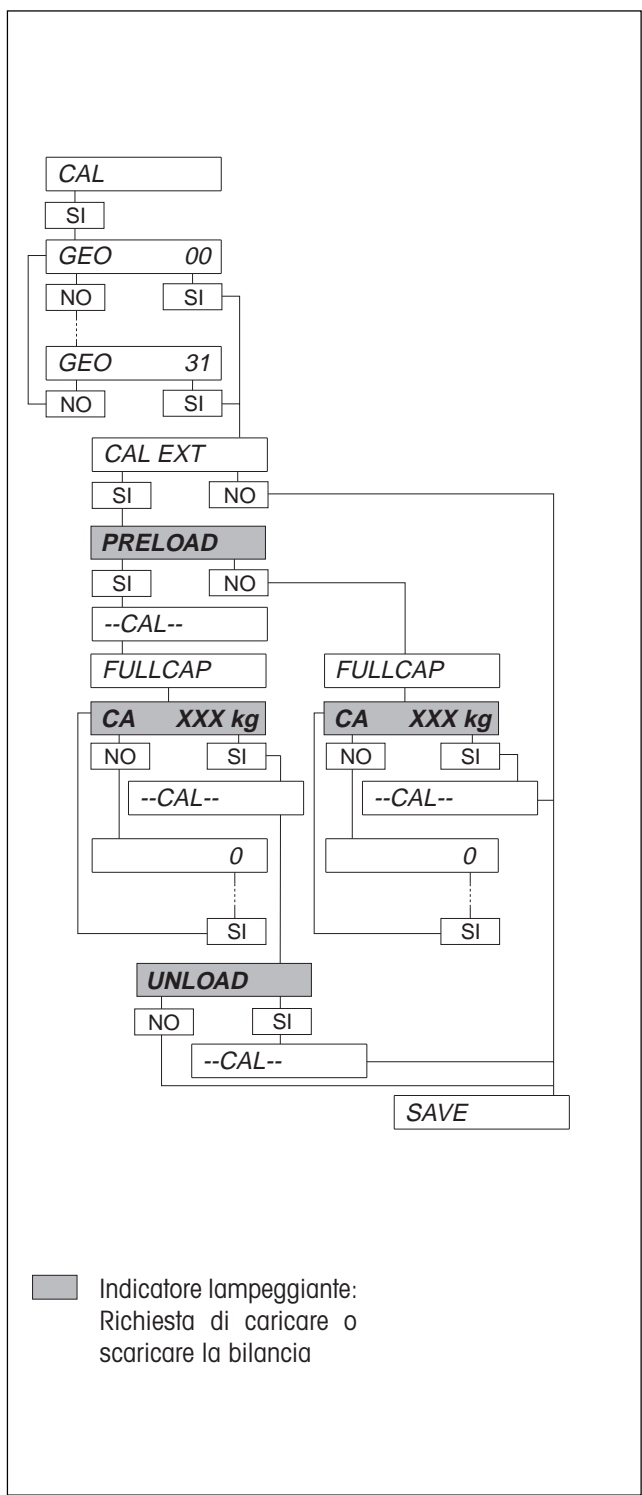 CAL
SI
GEO 00
NO SI
GEO 31
NO SI
CAL EXT
SI NO
PRELOAD
SI NO
--CAL--
FULLCAP FULLCAP
CA XXX kg CA XXX kg
NO SI NO SI
--CAL-- --CAL--
0 0
SI SI
UNLOAD
NO SI
--CAL--
SAVE
Indicatore lampeggiante:
Richiesta di caricare o
scaricare la bilancia